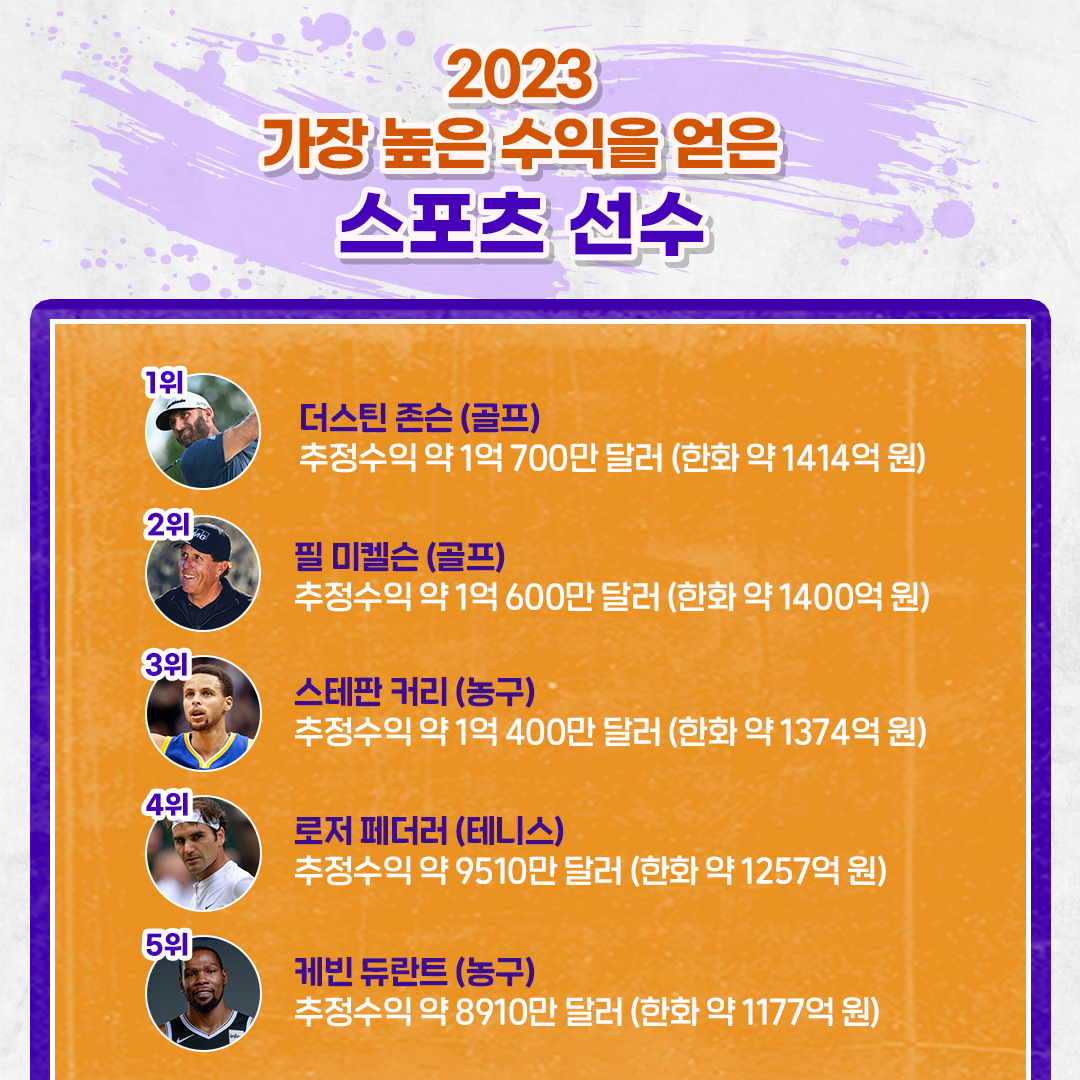 2023
가장 높은 수익을 얻은
스포츠 선수
1위
더스틴 존슨 (골프)
추정수익 약 1억 700만 달러 (한화 약 1414억 원)
2위
필 미켈슨 (골프)
추정수익 약 1억 600만 달러 (한화 약 1400억 원)
3위
스테판 커리 (농구)
추정수익 약 1억 400만 달러 (한화 약 1374억 원)
4위
로저 페더러 (테니스)
추정수익 약 9510만 달러 (한화 약 1257억 원)
5위
케빈 듀란트 (농구)
추정수익 약 8910만 달러 (한화 약 1177억 원)